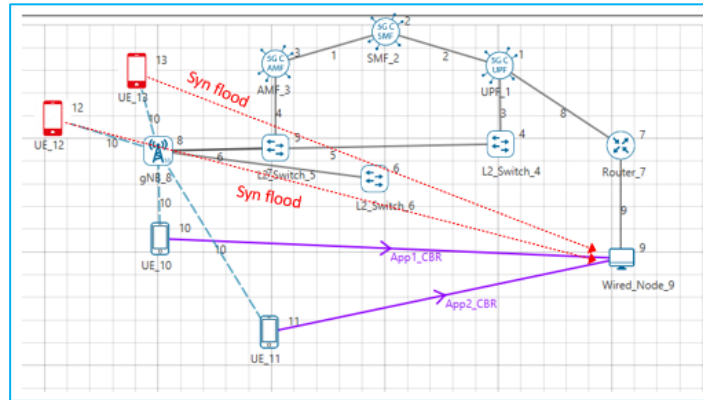 5G C
SMF
2
13
3
5G C
AMF
1
SMF_2
2
1
5G C
UPF
UE_13
Syn flood
AMF_3
UPF_1
12
10
4
3
8
UE_12
10
8
6
5
5
4
7
gNB_8
L2_Switch_5
L2_Switch_4
Router_7
6
Syn flood
L2_Switch_6
10
10
9
10
9
UE_10
App1_CBR
Wired_Node_9
11
App2_CBR
UE_11